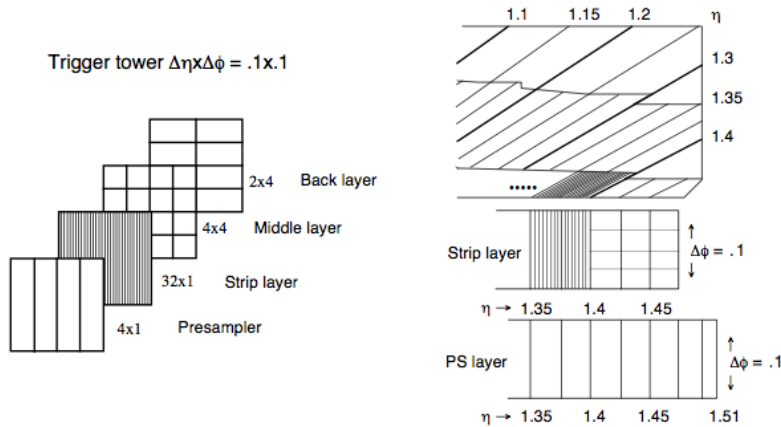 Trigger tower ΔηxΔϕ = .1x.1
2x4 Back layer
4x4 Middle layer
32x1 Strip layer
4x1 Presampler
1.1 1.15 1.2 η
1.3
1.35
1.4
Strip layer
Δϕ = .1
η → 1.35 1.4 1.45
PS layer
Δϕ = .1
η → 1.35 1.4 1.45 1.51